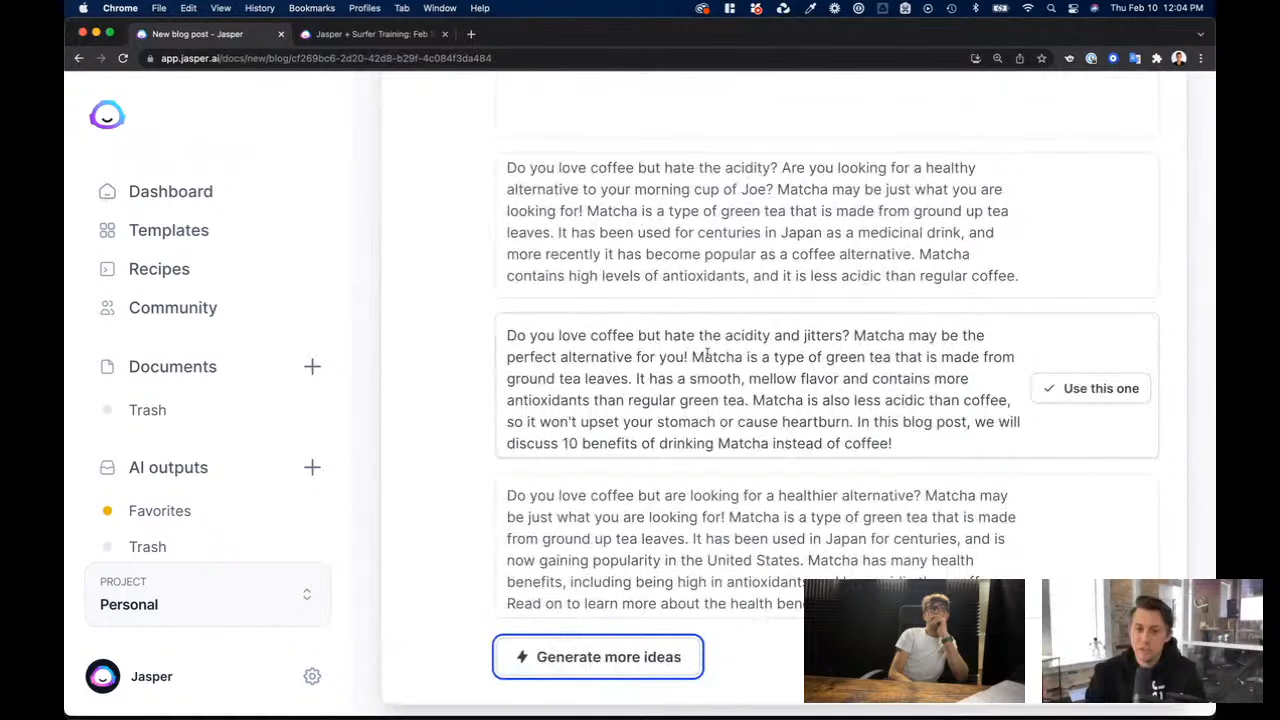 Chrome File Edit View History Bookmarks Profiles Tab Window Help Thu Feb 10 12:04 PM
New blog post - Jasper
Jasper + Surfer Training: Feb
app.jasper.ai/docs/new/blog/cf269bc6-2d20-42d8-b29f-4c084f3da484
Dashboard
Templates
Recipes
Community
Documents
Trash
AI outputs
Favorites
Trash
PROJECT
Personal
Jasper
Do you love coffee but hate the acidity? Are you looking for a healthy
alternative to your morning cup of Joe? Matcha may be just what you are
looking for! Matcha is a type of green tea that is made from ground up tea
leaves. It has been used for centuries in Japan as a medicinal drink, and
more recently it has become popular as a coffee alternative. Matcha
contains high levels of antioxidants, and it is less acidic than regular coffee.
Do you love coffee but hate the acidity and jitters? Matcha may be the
perfect alternative for you! Matcha is a type of green tea that is made from
ground tea leaves. It has a smooth, mellow flavor and contains more
antioxidants than regular green tea. Matcha is also less acidic than coffee,
so it won't upset your stomach or cause heartburn. In this blog post, we will
discuss 10 benefits of drinking Matcha instead of coffee!
Use this one
Do you love coffee but are looking for a healthier alternative? Matcha may
be just what you are looking for! Matcha is a type of green tea that is made
from ground up tea leaves. It has been used in Japan for centuries, and is
now gaining popularity in the United States. Matcha has many health
benefits, including being high in antioxidants
Read on to learn more about the health
Generate more ideas